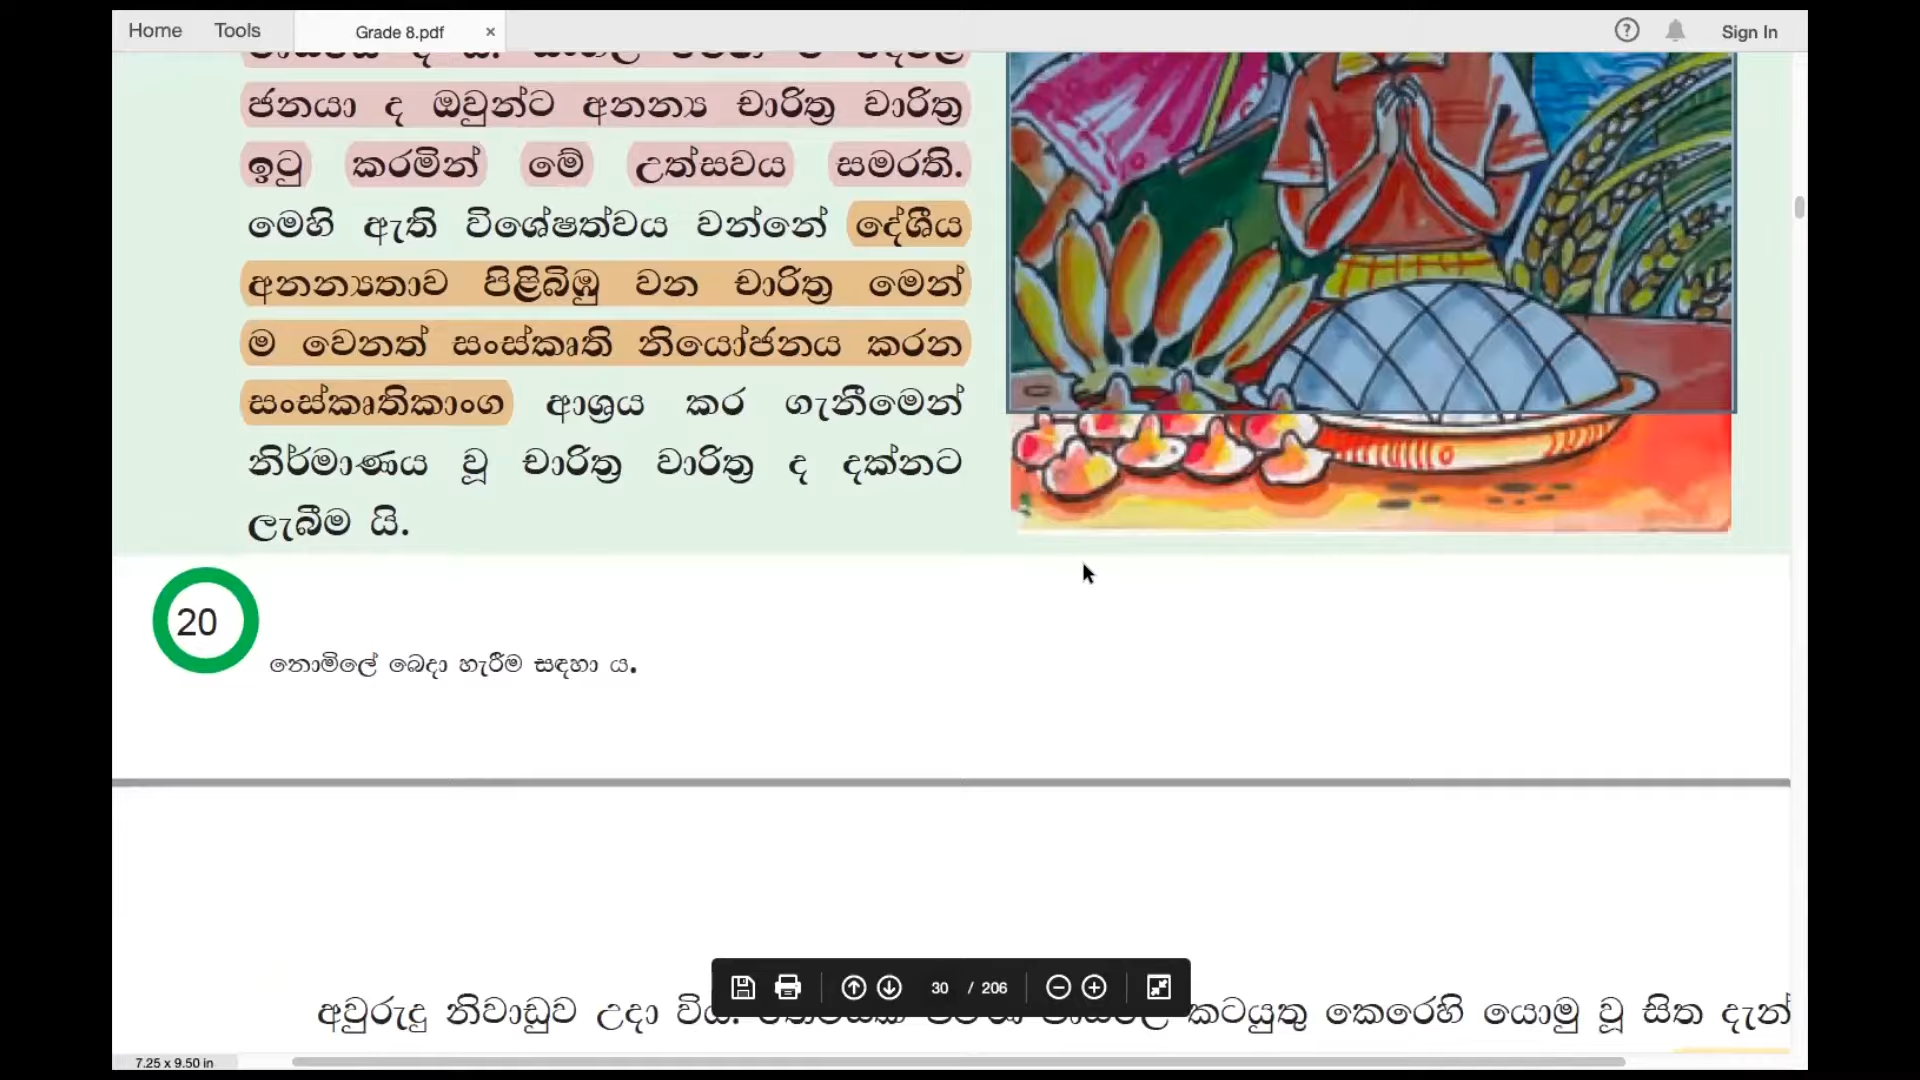 Home Tools Grade 8.pdf × Sign In
ජනයා ද ඔවුන්ට අනන්‍ය චාරිත්‍ර වාරිත්‍ර
ඉටු කරමින් මේ උත්සවය සමරති.
මෙහි ඇති විශේෂත්වය වන්නේ දේශීය
අනන්‍යතාව පිළිබිඹු වන චාරිත්‍ර මෙන්
ම වෙනත් සංස්කෘති නියෝජනය කරන
සංස්කෘතිකාංග ආශ්‍රය කර ගැනීමෙන්
නිර්මාණය වූ චාරිත්‍ර වාරිත්‍ර ද දක්නට
ලැබීම යි.
20
නොමිලේ බෙදා හැරීම සඳහා ය.
30 / 206
අවුරුදු නිවාඩුව උදා විය. කටයුතු කෙරෙහි යොමු වූ සිත දැන්
7.25 x 9.50 in